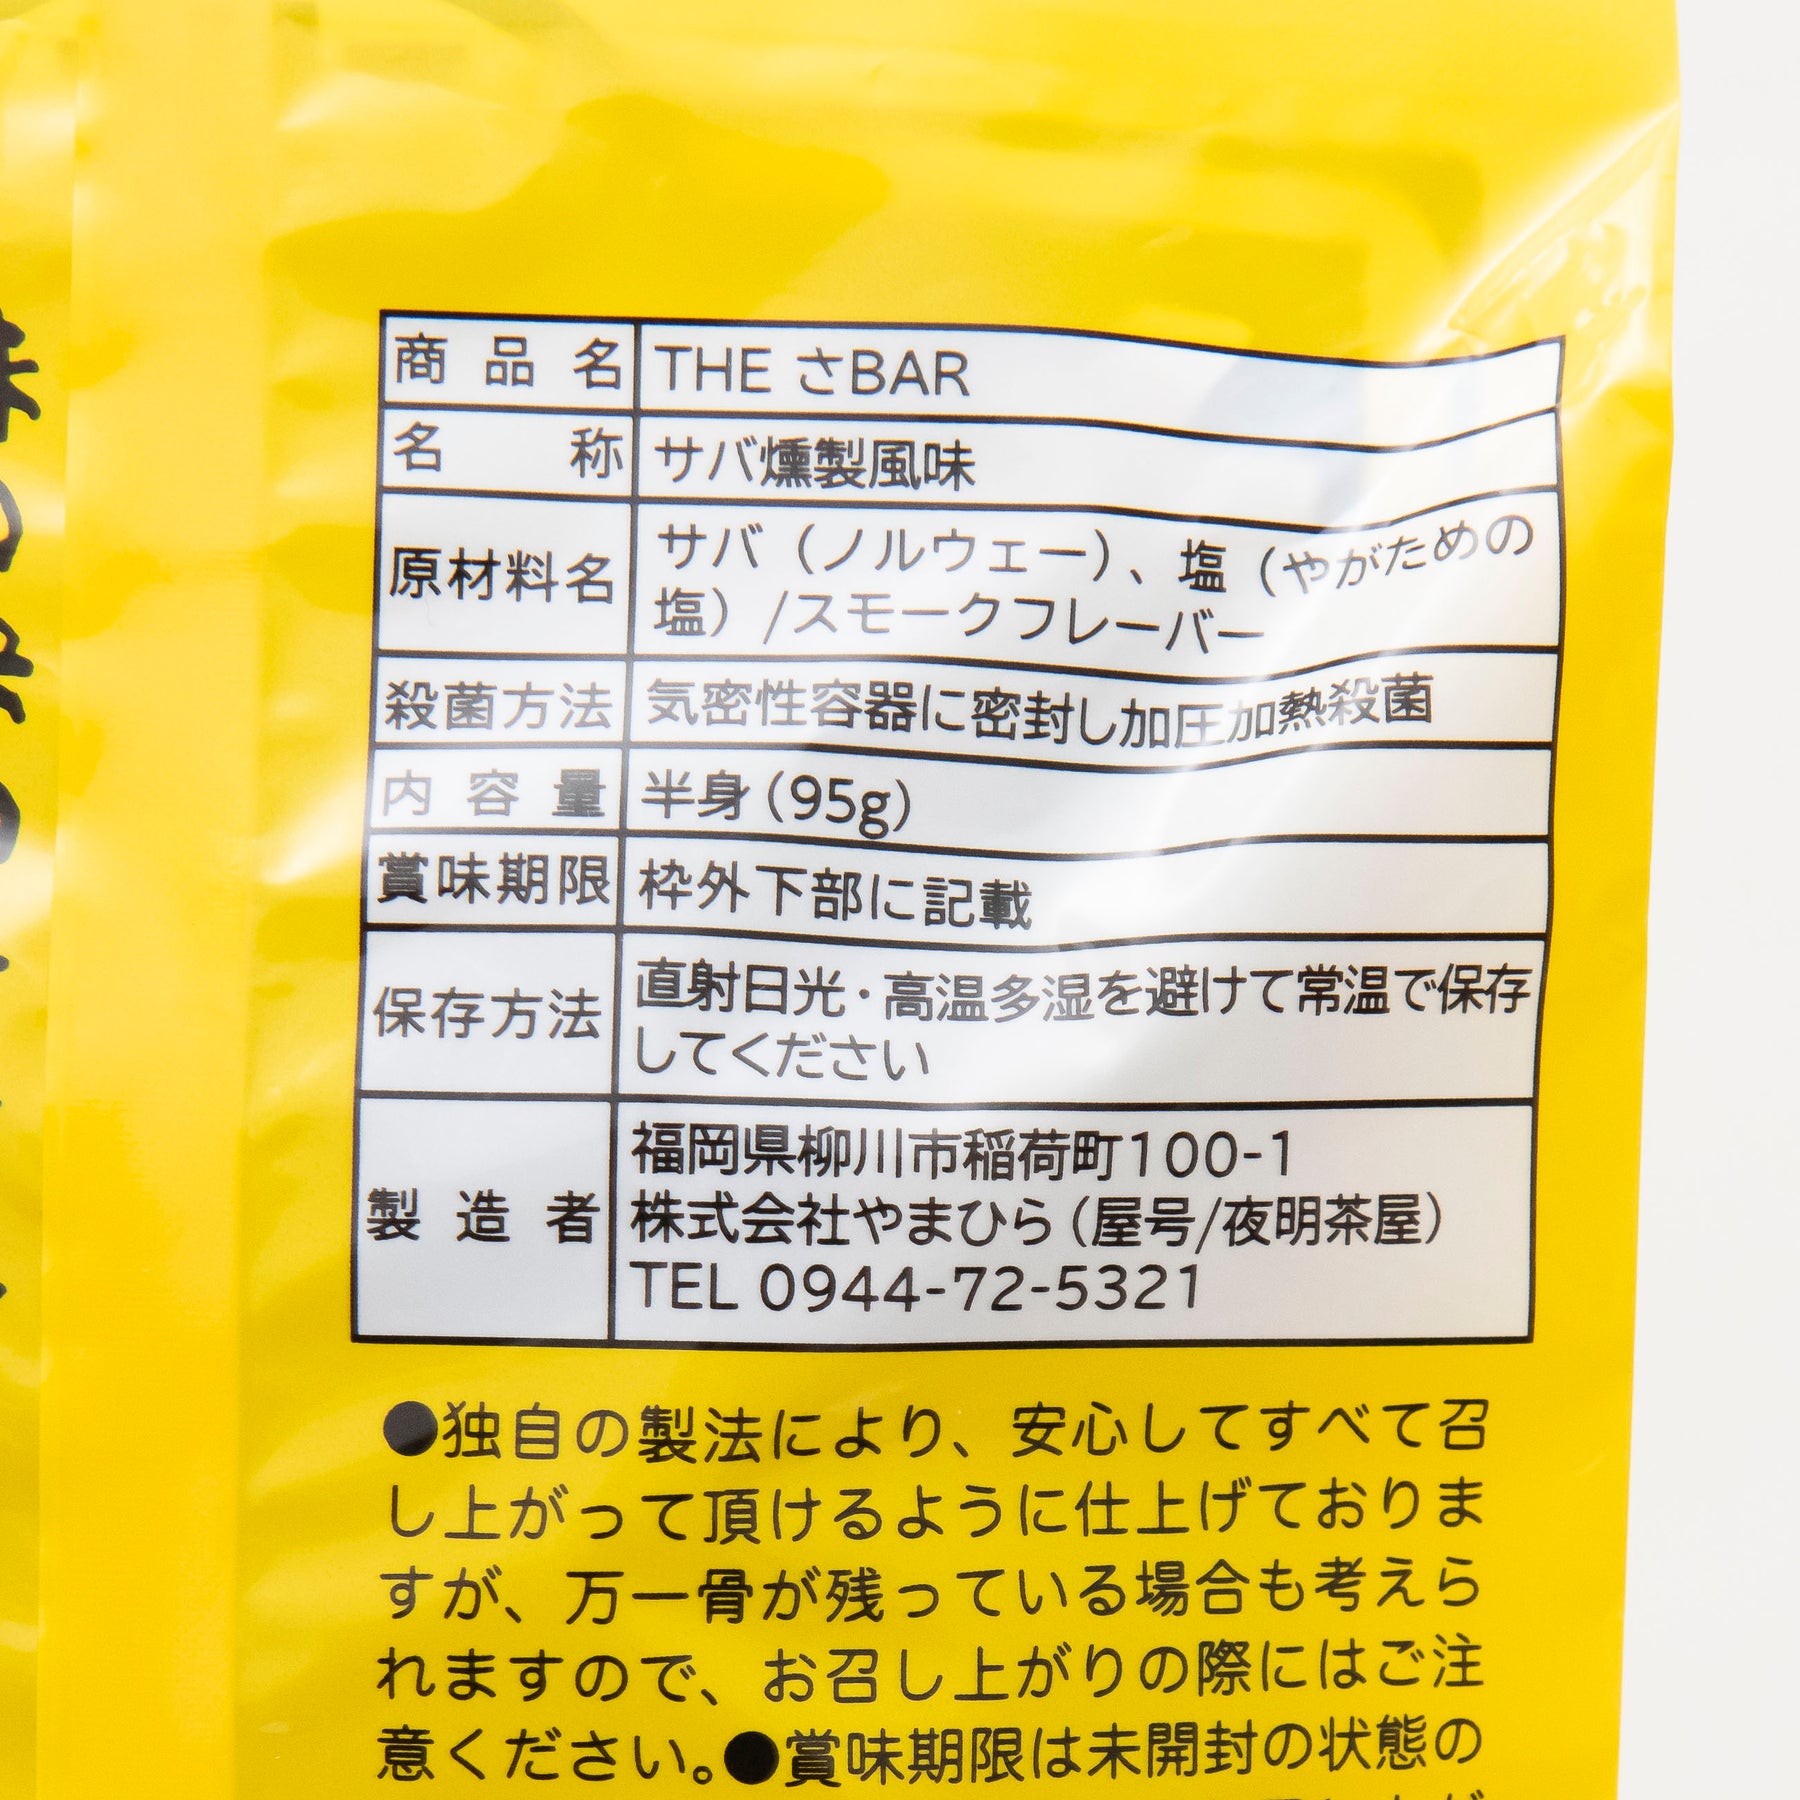 商品名 THE さBAR
名称 サバ燻製風味
原材料名 サバ（ノルウェー）、塩（やがための
塩）/スモークフレーバー
殺菌方法 気密性容器に密封し加圧加熱殺菌
内容量 半身(95g)
賞味期限 枠外下部に記載
保存方法 直射日光・高温多湿を避けて常温で保存
してください
製造者 福岡県柳川市稲荷町100-1
株式会社やまひら(屋号/夜明茶屋)
TEL 0944-72-5321
●独自の製法により、安心してすべて召
し上がって頂けるように仕上げておりま
すが、万一骨が残っている場合も考えら
れますので、お召し上がりの際にはご注
意ください。●賞味期限は未開封の状態の